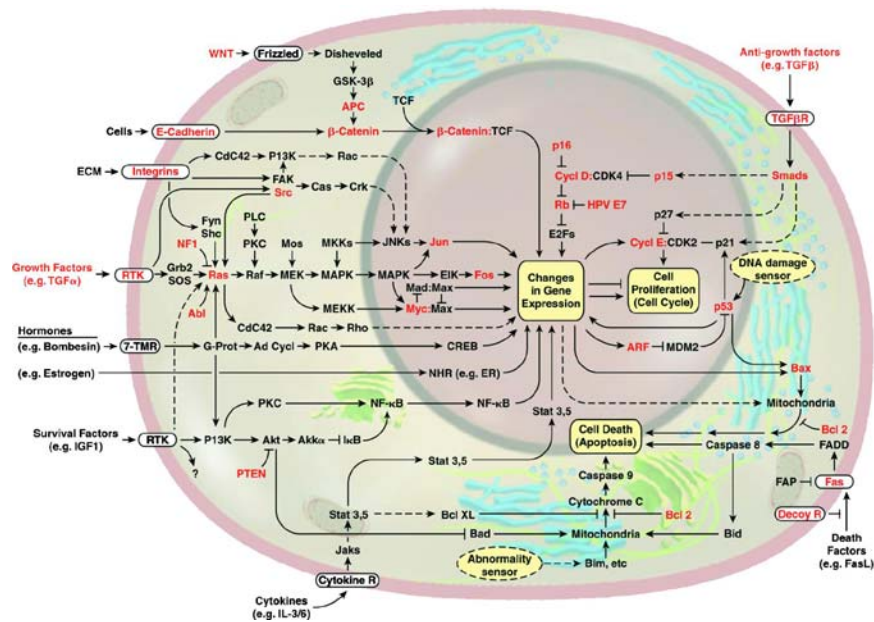 WNT
Frizzled
Disheveled
GSK-3β
APC
TCF
Cells
E-Cadherin
β-Catenin
β-Catenin:TCF
ECM
Integrins
CdC42
P13K
Rac
FAK
Src
Cas
Crk
Fyn
Shc
NF1
PLC
PKC
Mos
MKKs
JNKs
Jun
Growth Factors
(e.g. TGFα)
RTK
Grb2
SOS
Ras
Raf
MEK
MAPK
MAPK
ElK
Fos
Abl
MEKK
Mad:Max
Myc:Max
CdC42
Rac
Rho
Hormones
(e.g. Bombesin)
7-TMR
G-Prot
Ad Cycl
PKA
CREB
(e.g. Estrogen)
NHR (e.g. ER)
PKC
NF-κB
NF-κB
Survival Factors
(e.g. IGF1)
RTK
P13K
Akt
Akkα
IκB
?
PTEN
Stat 3,5
Stat 3,5
Stat 3,5
Bcl XL
Jaks
Cytokine R
Cytokines
(e.g. IL-3/6)
Bad
Abnormality
sensor
Bim, etc
Mitochondria
Cytochrome C
Caspase 9
Bcl 2
Bid
Cell Death
(Apoptosis)
Caspase 8
FADD
Bcl 2
Mitochondria
Bax
FAP
Fas
Decoy R
Death
Factors
(e.g. FasL)
Changes
in Gene
Expression
Cell
Proliferation
(Cell Cycle)
ARF
MDM2
p53
DNA damage
sensor
Cycl E:CDK2
p21
p27
p16
Cycl D:CDK4
p15
Rb
HPV E7
E2Fs
Smads
TGFβR
Anti-growth factors
(e.g. TGFβ)